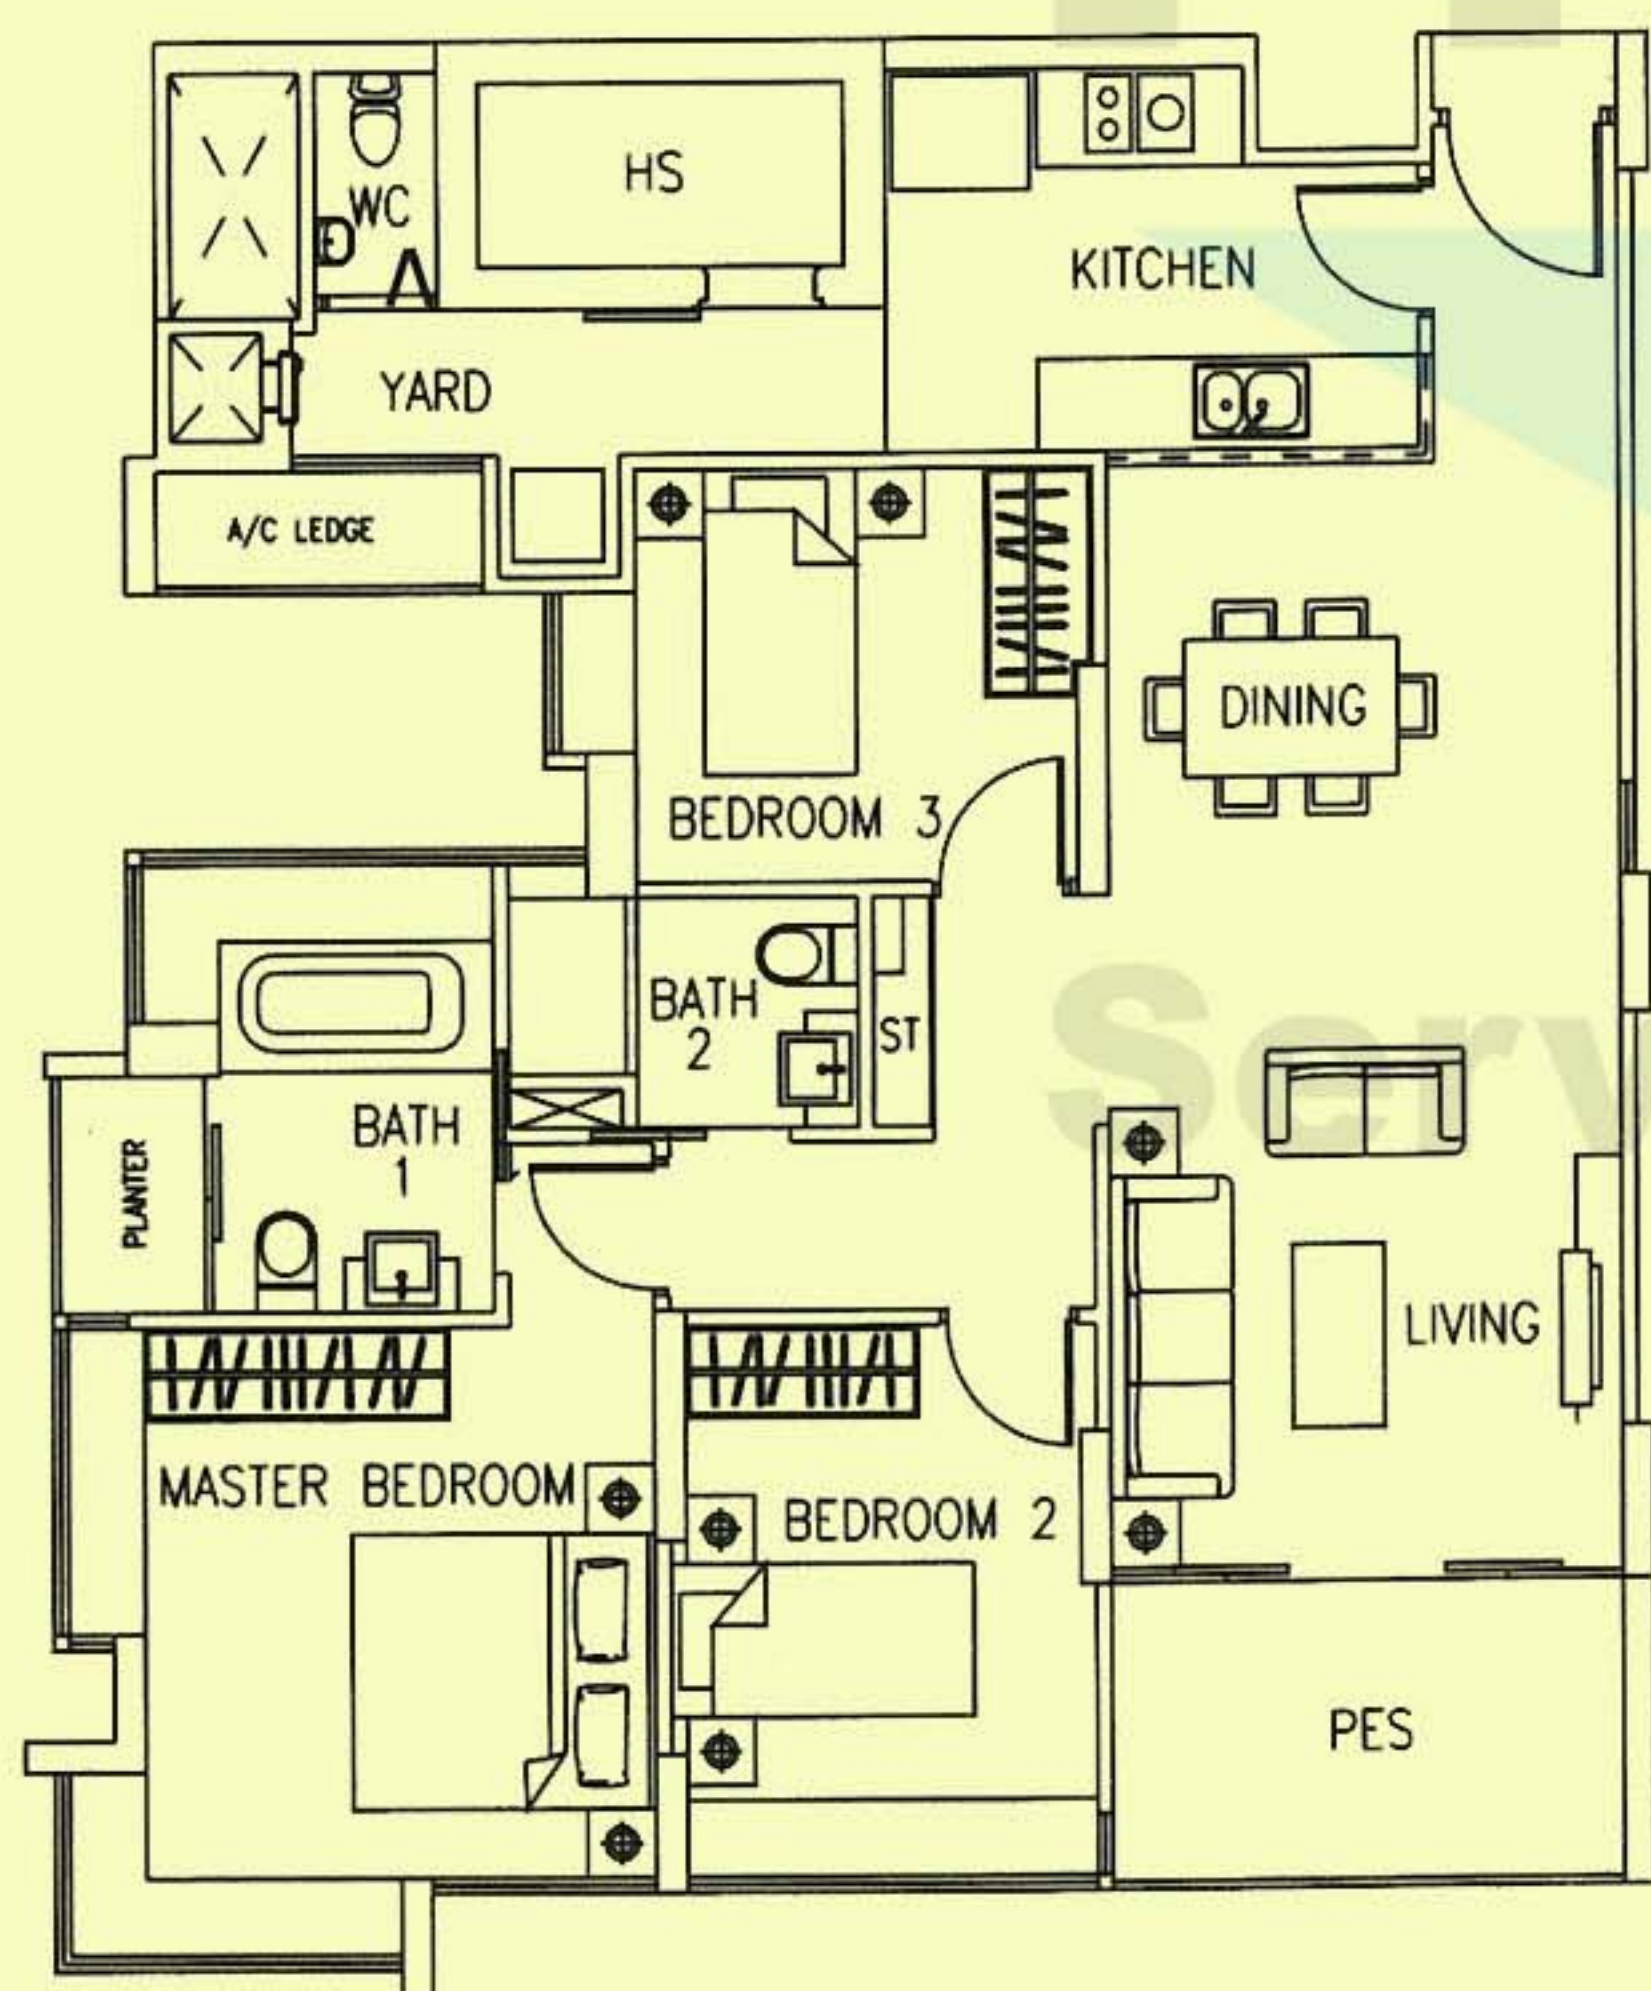 HS
WC
KITCHEN
YARD
A/C LEDGE
DINING
BEDROOM 3
BATH
2
ST
Serv
BATH
1
PLANTER
LIVING
MASTER BEDROOM
BEDROOM 2
PES